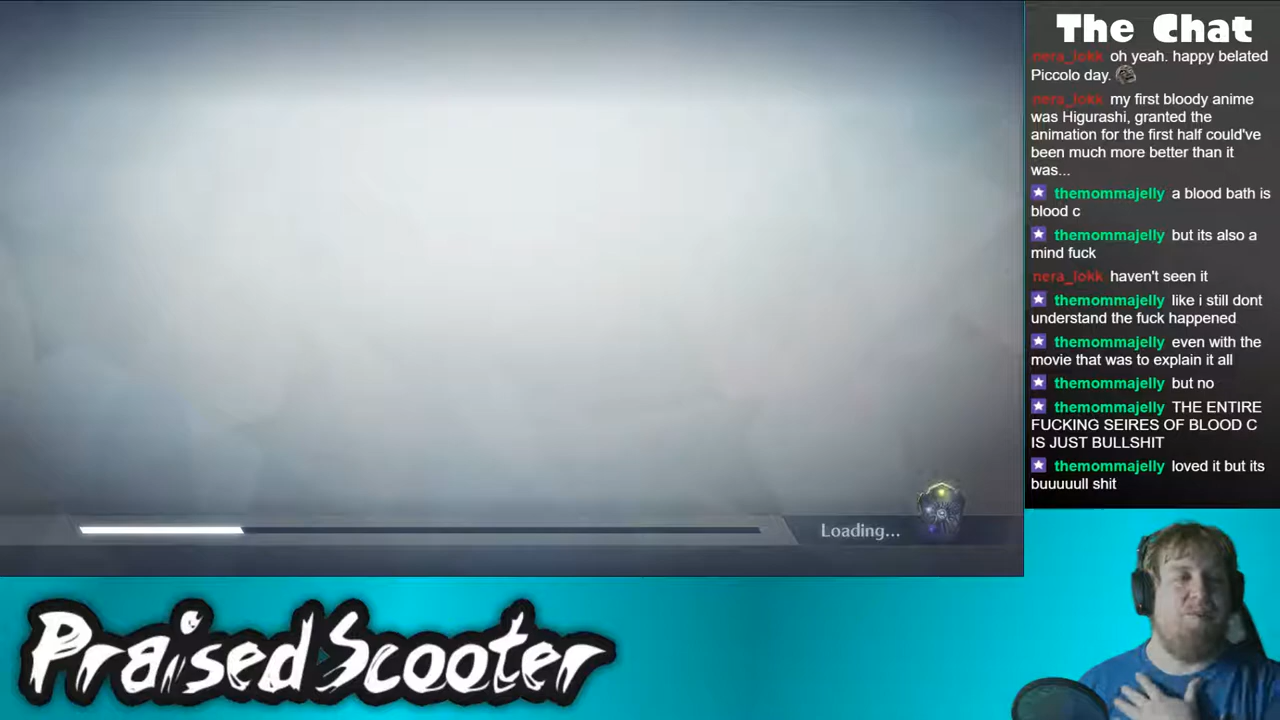 The Chat
nera_lokk oh yeah. happy belated
Piccolo day.
nera_lokk my first bloody anime
was Higurashi, granted the
animation for the first half could've
been much more better than it
was...
themommajelly a blood bath is
blood c
themommajelly but its also a
mind fuck
nera_lokk haven't seen it
themommajelly like i still dont
understand the fuck happened
themommajelly even with the
movie that was to explain it all
themommajelly but no
themommajelly THE ENTIRE
FUCKING SEIRES OF BLOOD C
IS JUST BULLSHIT
themommajelly loved it but its
buuuuull shit
Loading...
PraisedScooter